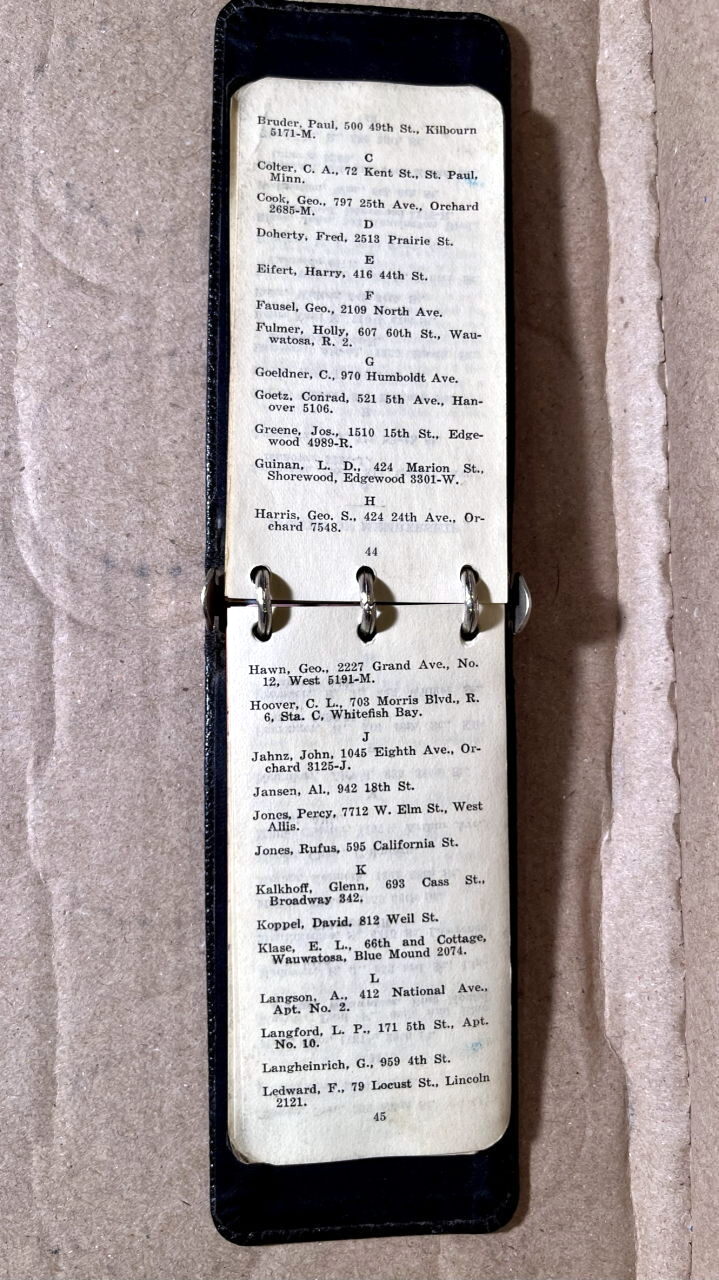 Bruder, Paul, 500 49th St., Kilbourn
5171-M.
C
Colter, C. A., 72 Kent St., St. Paul,
Minn.
Cook, Geo., 797 25th Ave., Orchard
2685-M.
D
Doherty, Fred, 2513 Prairie St.
E
Eifert, Harry, 416 44th St.
F
Fausel, Geo., 2109 North Ave.
Fulmer, Holly, 607 60th St., Wau-
watosa, R. 2.
G
Goeldner, C., 970 Humboldt Ave.
Goetz, Conrad, 521 5th Ave., Han-
over 5106.
Greene, Jos., 1510 15th St., Edge-
wood 4989-R.
Guinan, L. D., 424 Marion St.,
Shorewood, Edgewood 3301-W.
H
Harris, Geo. S., 424 24th Ave., Or-
chard 7548.
44
Hawn, Geo., 2227 Grand Ave., No.
12, West 5191-M.
Hoover, C. L., 703 Morris Blvd., R.
6, Sta. C, Whitefish Bay.
J
Jahnz, John, 1045 Eighth Ave., Or-
chard 3125-J.
Jansen, Al., 942 18th St.
Jones, Percy, 7712 W. Elm St., West
Allis.
Jones, Rufus, 595 California St.
K
Kalkhoff, Glenn, 693 Cass St.,
Broadway 342.
Koppel, David, 812 Weil St.
Klase, E. L., 66th and Cottage,
Wauwatosa, Blue Mound 2074.
L
Langson, A., 412 National Ave.,
Apt. No. 2.
Langford, L. P., 171 5th St., Apt.
No. 10.
Langheinrich, G., 959 4th St.
Ledward, F., 79 Locust St., Lincoln
2121.
45